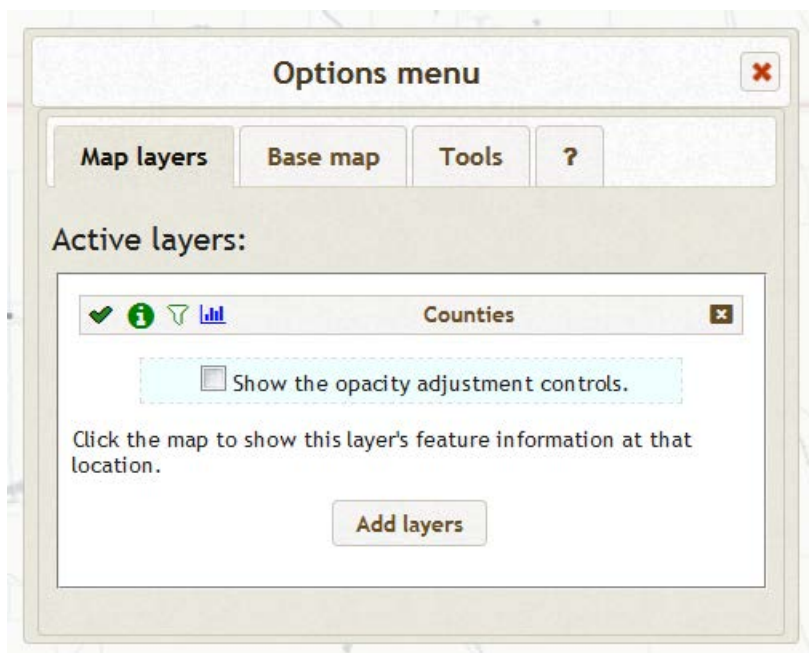 Options menu
Map layers Base map Tools ?
Active layers:
Counties
Show the opacity adjustment controls.
Click the map to show this layer's feature information at that
location.
Add layers